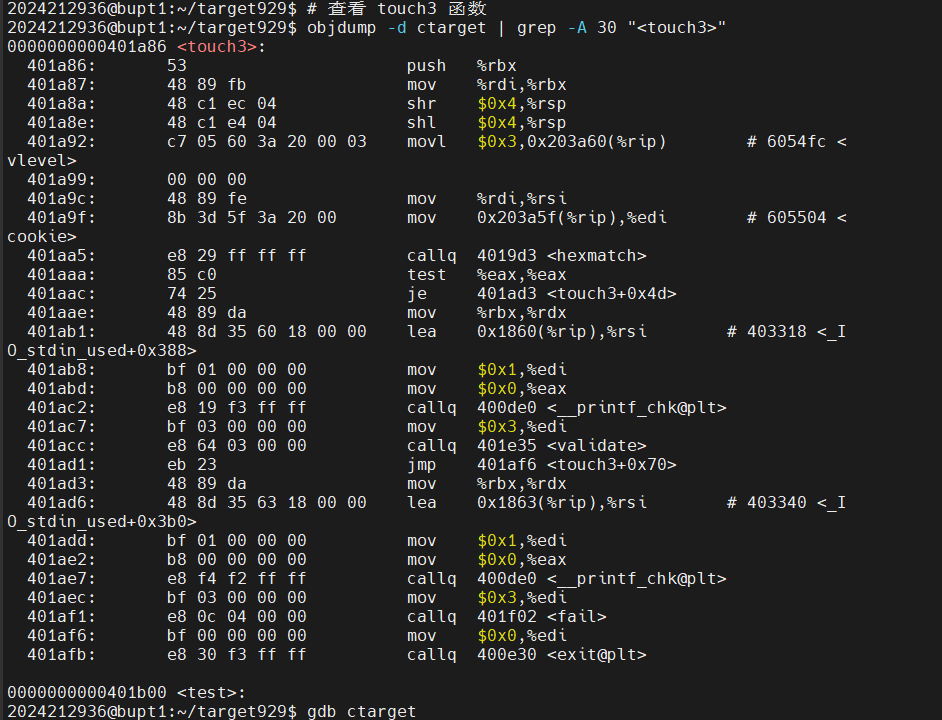 2024212936@bupt1:~/target929$ # 查看 touch3 函数
2024212936@bupt1:~/target929$ objdump -d ctarget | grep -A 30 "<touch3>"
0000000000401a86 <touch3>:
  401a86:       53                      push   %rbx
  401a87:       48 89 fb                mov    %rdi,%rbx
  401a8a:       48 c1 ec 04             shr    $0x4,%rsp
  401a8e:       48 c1 e4 04             shl    $0x4,%rsp
  401a92:       c7 05 60 3a 20 00 03    movl   $0x3,0x203a60(%rip)        # 6054fc <
vlevel>
  401a99:       00 00 00
  401a9c:       48 89 fe                mov    %rdi,%rsi
  401a9f:       8b 3d 5f 3a 20 00       mov    0x203a5f(%rip),%edi        # 605504 <
cookie>
  401aa5:       e8 29 ff ff ff          callq  4019d3 <hexmatch>
  401aaa:       85 c0                   test   %eax,%eax
  401aac:       74 25                   je     401ad3 <touch3+0x4d>
  401aae:       48 89 da                mov    %rbx,%rdx
  401ab1:       48 8d 35 60 18 00 00    lea    0x1860(%rip),%rsi        # 403318 <_I
O_stdin_used+0x388>
  401ab8:       bf 01 00 00 00          mov    $0x1,%edi
  401abd:       b8 00 00 00 00          mov    $0x0,%eax
  401ac2:       e8 19 f3 ff ff          callq  400de0 <__printf_chk@plt>
  401ac7:       bf 03 00 00 00          mov    $0x3,%edi
  401acc:       e8 64 03 00 00          callq  401e35 <validate>
  401ad1:       eb 23                   jmp    401af6 <touch3+0x70>
  401ad3:       48 89 da                mov    %rbx,%rdx
  401ad6:       48 8d 35 63 18 00 00    lea    0x1863(%rip),%rsi        # 403340 <_I
O_stdin_used+0x3b0>
  401add:       bf 01 00 00 00          mov    $0x1,%edi
  401ae2:       b8 00 00 00 00          mov    $0x0,%eax
  401ae7:       e8 f4 f2 ff ff          callq  400de0 <__printf_chk@plt>
  401aec:       bf 03 00 00 00          mov    $0x3,%edi
  401af1:       e8 0c 04 00 00          callq  401f02 <fail>
  401af6:       bf 00 00 00 00          mov    $0x0,%edi
  401afb:       e8 30 f3 ff ff          callq  400e30 <exit@plt>

0000000000401b00 <test>:
2024212936@bupt1:~/target929$ gdb ctarget